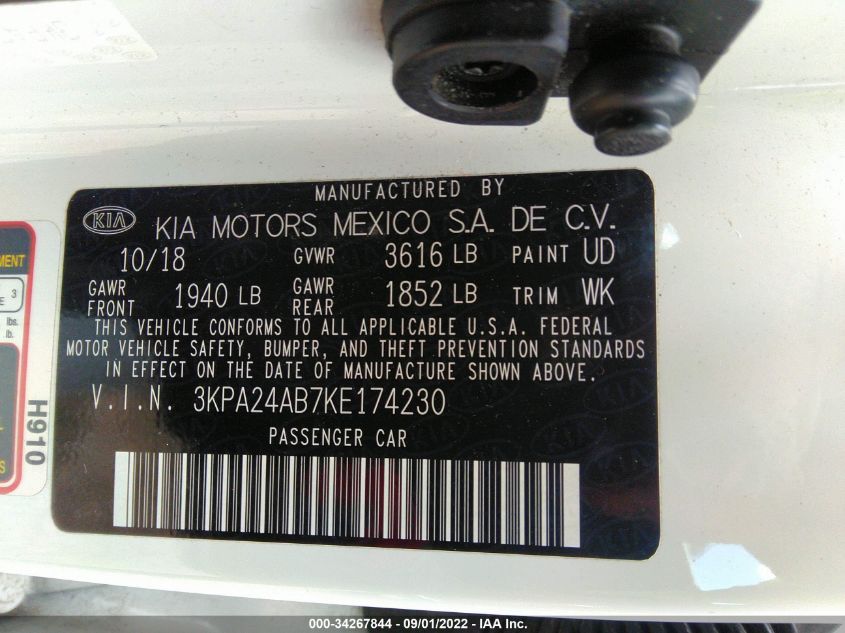 MANUFACTURED BY
KIA KIA MOTORS MEXICO S.A. DE C.V.
10/18 GVWR 3616 LB PAINT UD
GAWR FRONT 1940 LB GAWR REAR 1852 LB TRIM WK
THIS VEHICLE CONFORMS TO ALL APPLICABLE U.S.A. FEDERAL
MOTOR VEHICLE SAFETY, BUMPER, AND THEFT PREVENTION STANDARDS
IN EFFECT ON THE DATE OF MANUFACTURE SHOWN ABOVE.
V.I.N. 3KPA24AB7KE174230
PASSENGER CAR
3
lbs.
lb.
H910
000-34267844 - 09/01/2022 - IAA Inc.